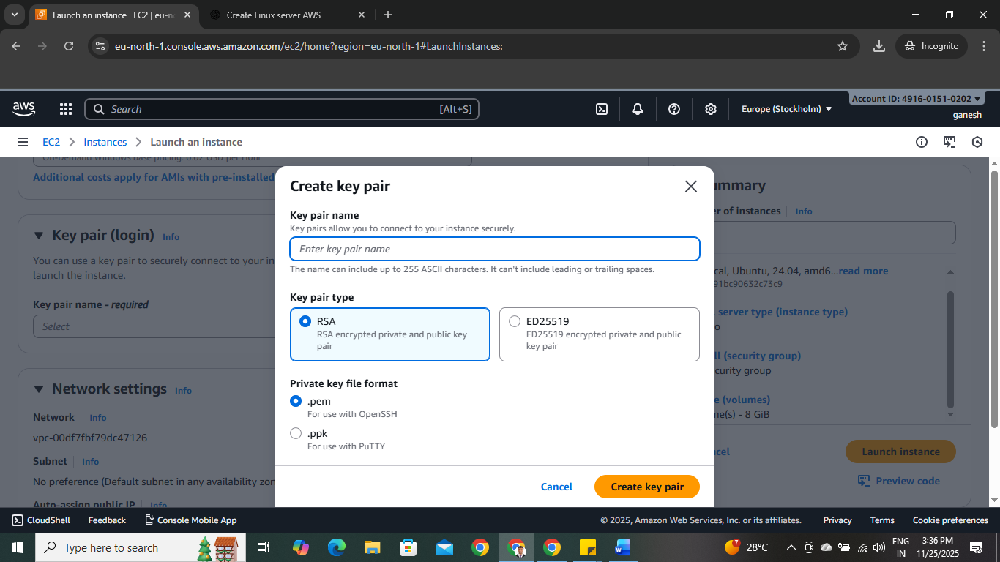 Launch an instance | EC2 | eu-n
Create Linux server AWS
eu-north-1.console.aws.amazon.com/ec2/home?region=eu-north-1#LaunchInstances:
Incognito
aws
Search
[Alt+S]
Europe (Stockholm)
Account ID: 4916-0151-0202
ganesh
EC2
Instances
Launch an instance
On-Demand Windows base pricing: 0.02 USD per Hour
Additional costs apply for AMIs with pre-installed
Key pair (login)
Info
You can use a key pair to securely connect to your in
launch the instance.
Key pair name - required
Select
Network settings
Info
Network
Info
vpc-00df7fbf79dc47126
Subnet
Info
No preference (Default subnet in any availability zon
Auto-assign public IP
Info
Create key pair
Key pair name
Key pairs allow you to connect to your instance securely.
Enter key pair name
The name can include up to 255 ASCII characters. It can't include leading or trailing spaces.
Key pair type
RSA
RSA encrypted private and public key
pair
ED25519
ED25519 encrypted private and public
key pair
Private key file format
.pem
For use with OpenSSH
.ppk
For use with PuTTY
Cancel
Create key pair
mmary
r of instances
Info
cal, Ubuntu, 24.04, amd6...read more
91bc90632c73c9
server type (instance type)
o
ll (security group)
curity group
e (volumes)
ne(s) - 8 GiB
cel
Launch instance
Preview code
CloudShell
Feedback
Console Mobile App
© 2025, Amazon Web Services, Inc. or its affiliates.
Privacy
Terms
Cookie preferences
Type here to search
7
28°C
ENG
IN
3:36 PM
11/25/2025